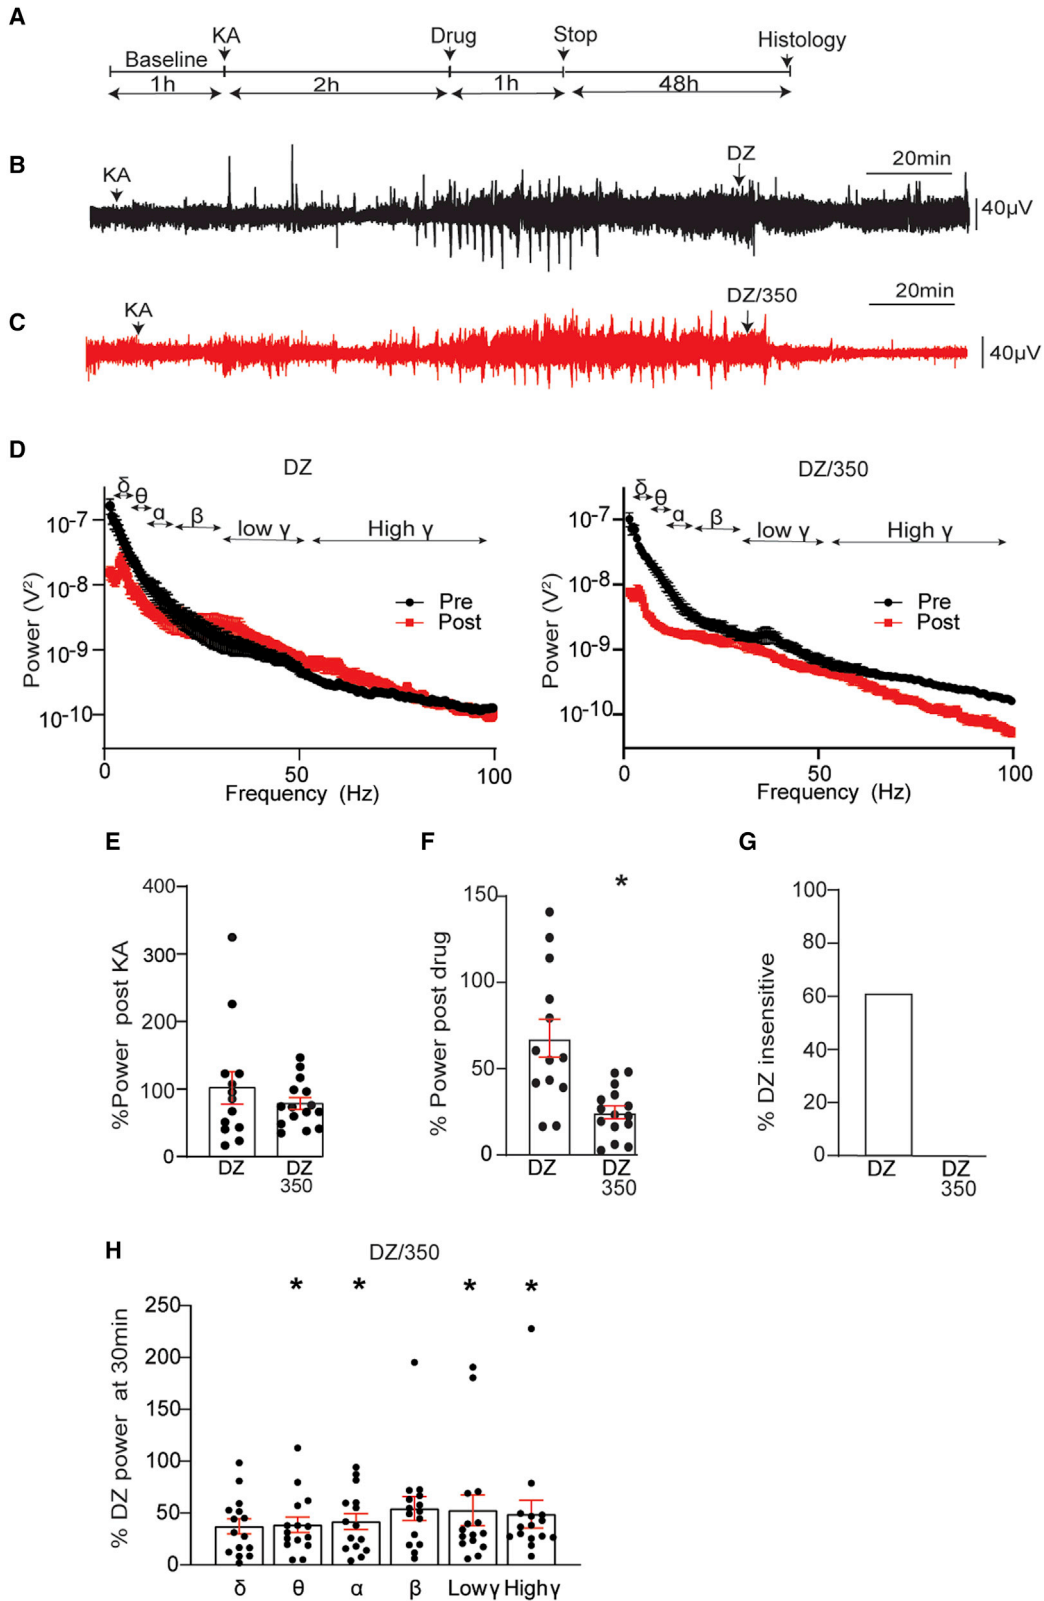 A
KA Drug Stop Histology
Baseline
1h 2h 1h 48h
B
KA DZ 20min
40µV
C
KA DZ/350 20min
40µV
D
DZ DZ/350
δ θ α β low γ High γ
δ θ α β low γ High γ
Power (V²)
10-7
10-8
10-9
10-10
Pre
Post
0 50 100
Frequency (Hz)
Power (V²)
10-7
10-8
10-9
10-10
Pre
Post
0 50 100
Frequency (Hz)
E
%Power post KA
400
300
200
100
0
DZ DZ
350
F
*
% Power post drug
150
100
50
0
DZ DZ
350
G
% DZ insensitive
100
80
60
40
20
0
DZ DZ
350
H
DZ/350
* * * *
% DZ power at 30min
250
200
150
100
50
0
δ θ α β Lowγ Highγ